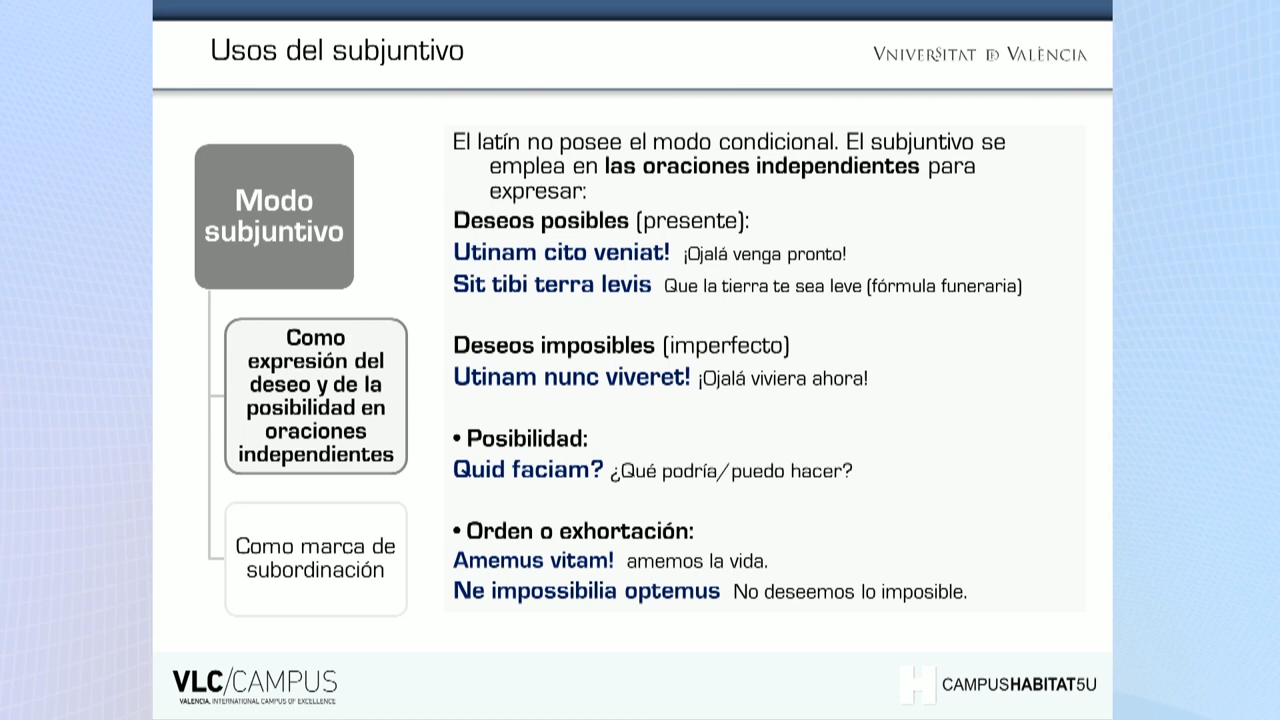 Usos del subjuntivo
VNIVERSITAT DE VALÈNCIA
Modo
subjuntivo
Como
expresión del
deseo y de la
posibilidad en
oraciones
independientes
Como marca de
subordinación
El latín no posee el modo condicional. El subjuntivo se
emplea en las oraciones independientes para
expresar:
Deseos posibles (presente):
Utinam cito veniat! ¡Ojalá venga pronto!
Sit tibi terra levis Que la tierra te sea leve (fórmula funeraria)
Deseos imposibles (imperfecto)
Utinam nunc viveret! ¡Ojalá viviera ahora!
• Posibilidad:
Quid faciam? ¿Qué podría/puedo hacer?
• Orden o exhortación:
Amemus vitam! amemos la vida.
Ne impossibilia optemus No deseemos lo imposible.
VLC/CAMPUS
VALENCIA, INTERNATIONAL CAMPUS OF EXCELLENCE
H CAMPUSHABITAT5U